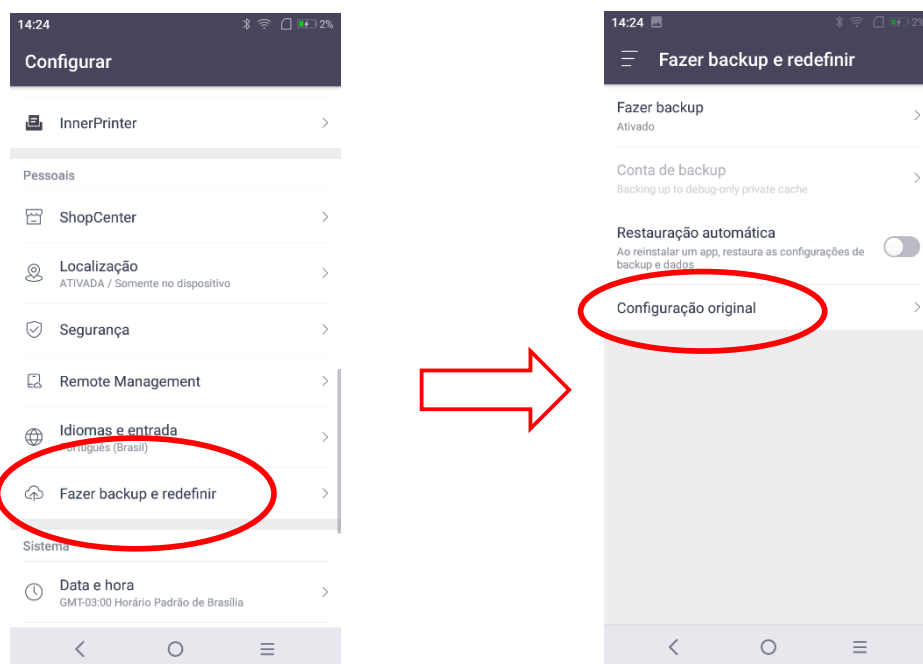 14:24
2%
Configurar
InnerPrinter
Pessoais
ShopCenter
Localização
ATIVADA / Somente no dispositivo
Segurança
Remote Management
Idiomas e entrada
Português (Brasil)
Fazer backup e redefinir
Sistema
Data e hora
GMT-03:00 Horário Padrão de Brasília
14:24
2%
Fazer backup e redefinir
Fazer backup
Ativado
Conta de backup
Backing up to debug-only private cache
Restauração automática
Ao reinstalar um app, restaura as configurações de
backup e dados
Configuração original